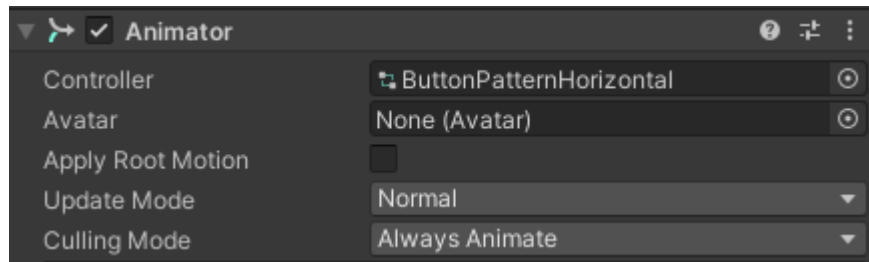 Animator
Controller ButtonPatternHorizontal
Avatar None (Avatar)
Apply Root Motion
Update Mode Normal
Culling Mode Always Animate